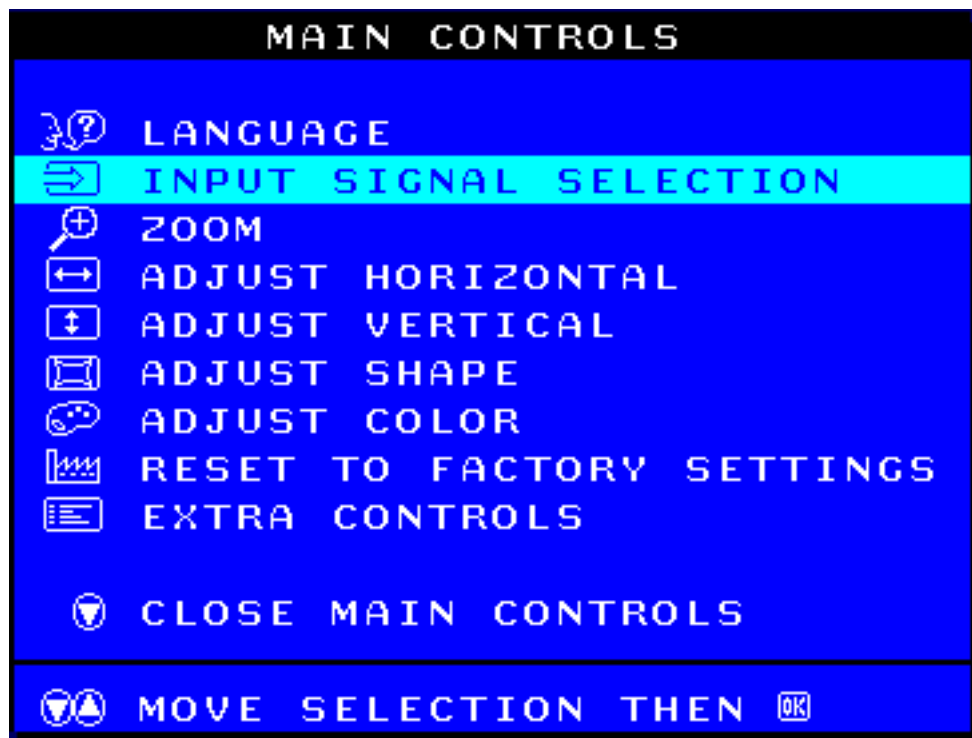 MAIN CONTROLS
LANGUAGE
INPUT SIGNAL SELECTION
ZOOM
ADJUST HORIZONTAL
ADJUST VERTICAL
ADJUST SHAPE
ADJUST COLOR
RESET TO FACTORY SETTINGS
EXTRA CONTROLS
CLOSE MAIN CONTROLS
MOVE SELECTION THEN OK